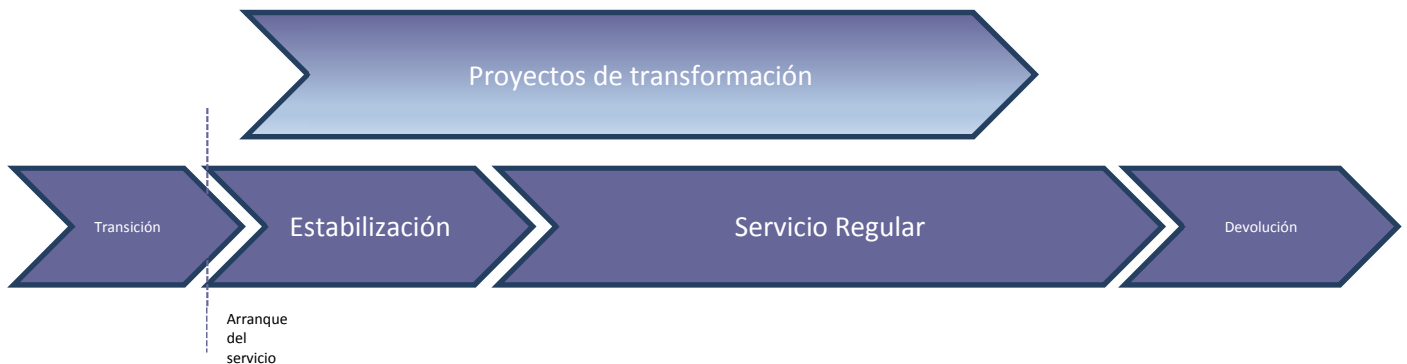 Proyectos de transformación
Transición
Estabilización
Servicio Regular
Devolución
Arranque
del
servicio